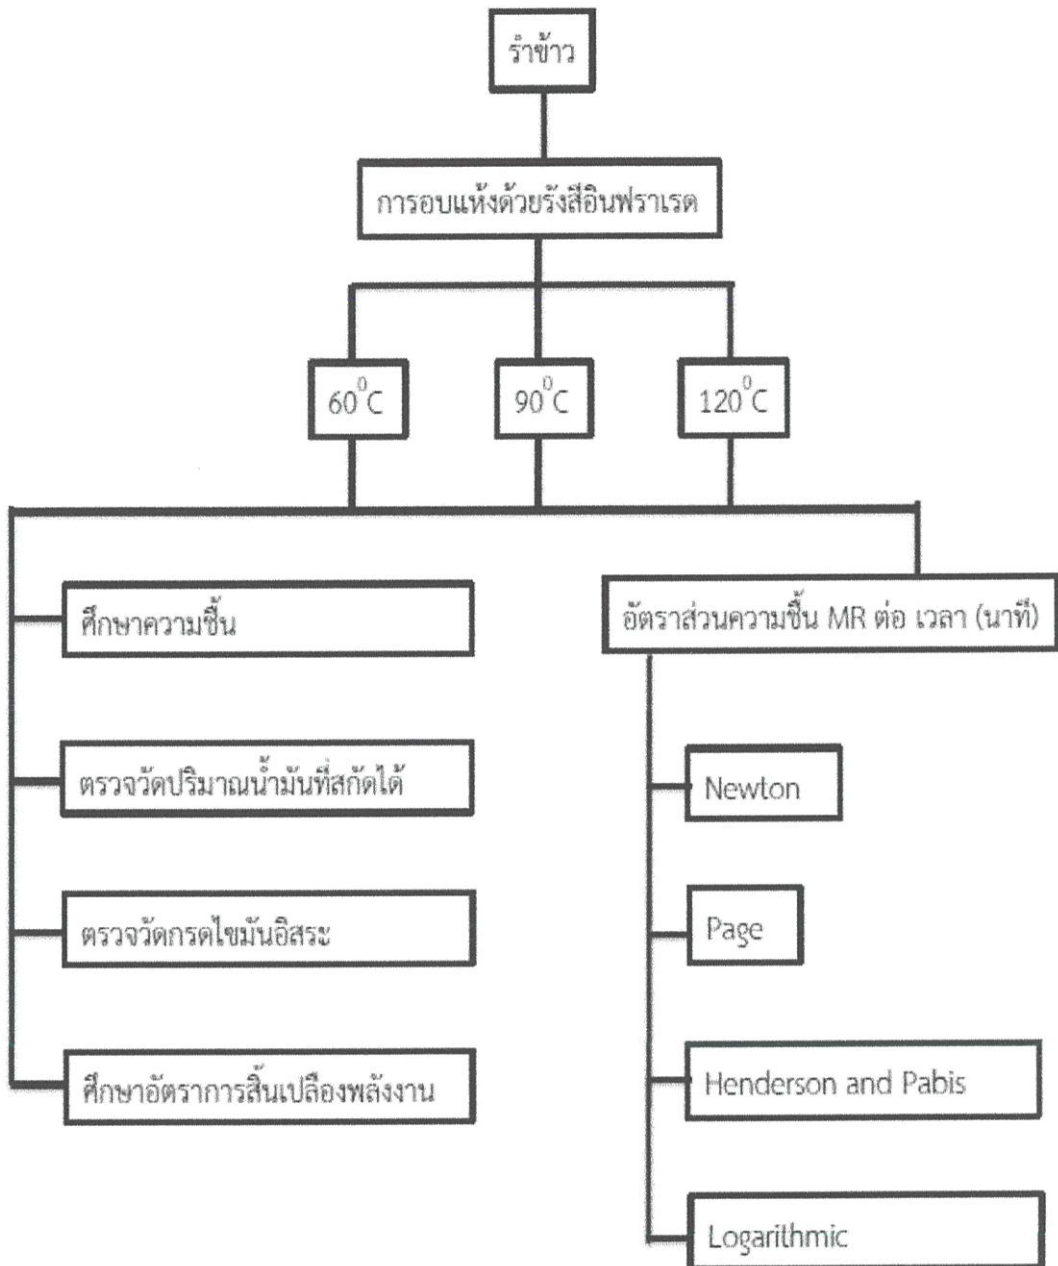 รำข้าว
การอบแห้งด้วยรังสีอินฟราเรด
60⁰C
90⁰C
120⁰C
ศึกษาความชื้น
ตรวจวัดปริมาณน้ำมันที่สกัดได้
ตรวจวัดกรดไขมันอิสระ
ศึกษาอัตราการสิ้นเปลืองพลังงาน
อัตราส่วนความชื้น MR ต่อ เวลา (นาที)
Newton
Page
Henderson and Pabis
Logarithmic